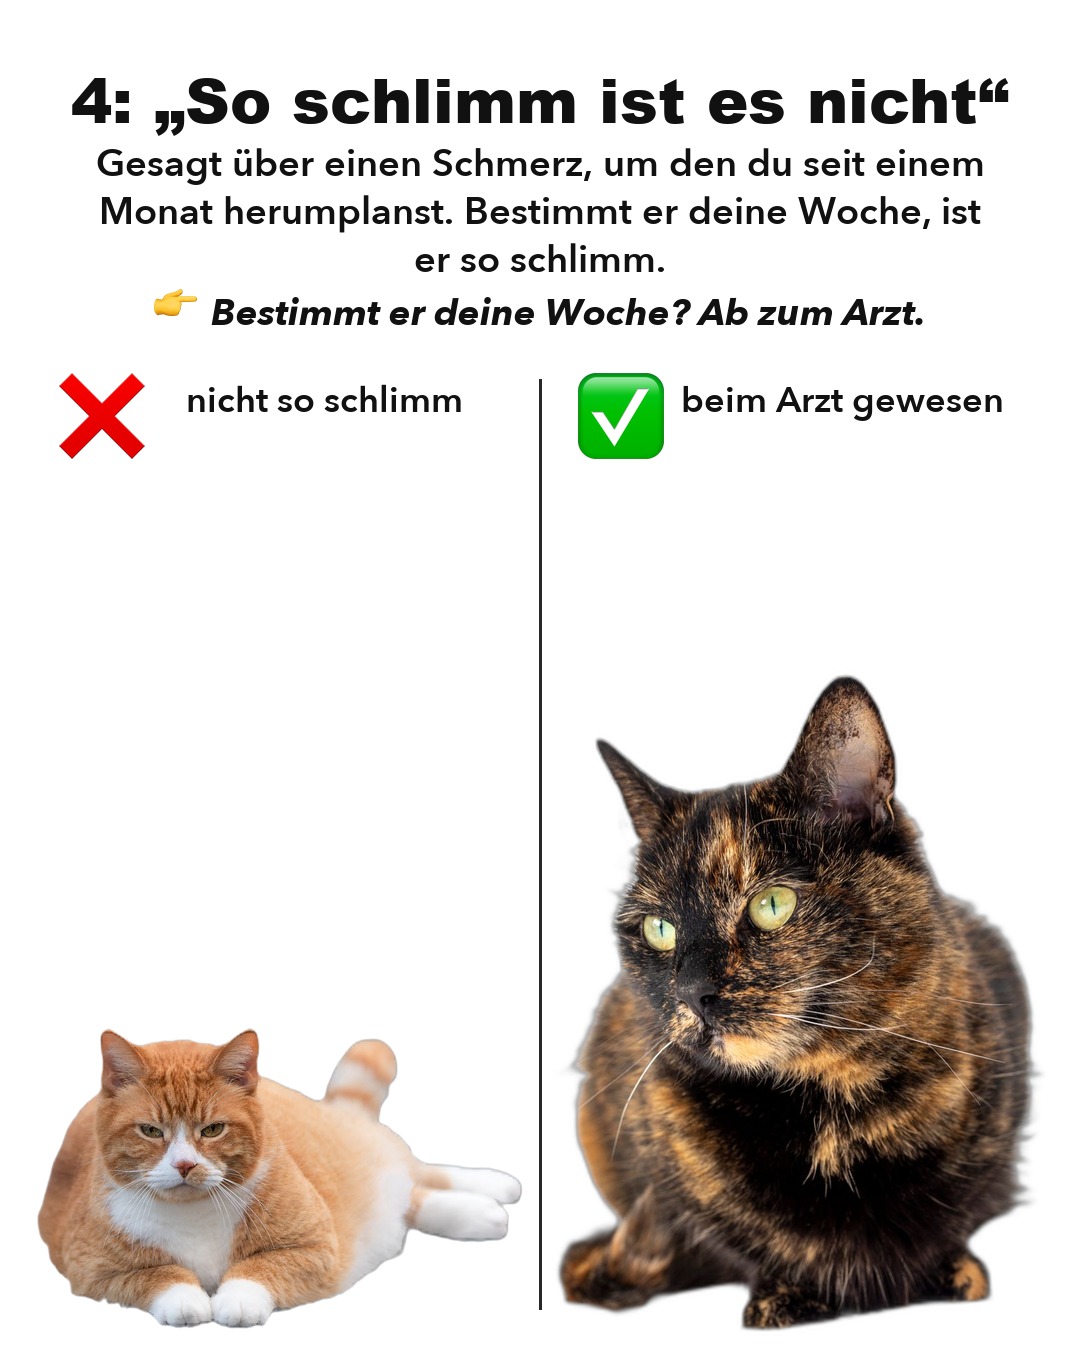 4: „So schlimm ist es nicht“
Gesagt über einen Schmerz, um den du seit einem
Monat herumplanst. Bestimmt er deine Woche, ist
er so schlimm.
👉 Bestimmt er deine Woche? Ab zum Arzt.
❌ nicht so schlimm
✅ beim Arzt gewesen